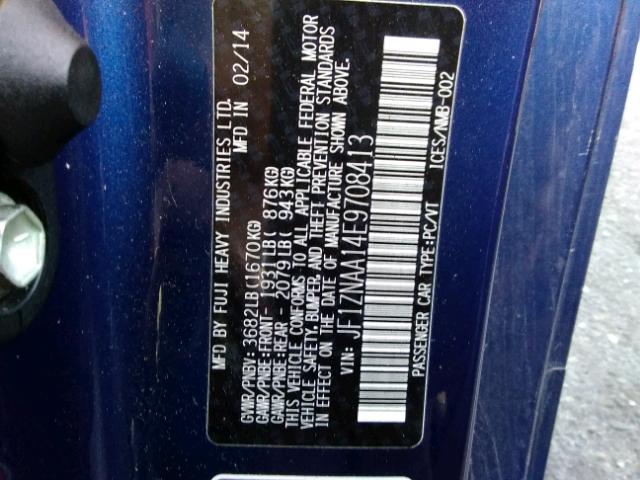 MFD BY FUJI HEAVY INDUSTRIES LTD.
MFD IN 02/14
GVWR/PNBV: 3682LB(1670KG)
GAWR/PNBE:FRONT- 1931LB( 876KG)
GAWR/PNBE:REAR - 2079LB( 943KG)
THIS VEHICLE CONFORMS TO ALL APPLICABLE FEDERAL MOTOR
VEHICLE SAFETY, BUMPER, AND THEFT PREVENTION STANDARDS
IN EFFECT ON THE DATE OF MANUFACTURE SHOWN ABOVE.
VIN: JF1ZNAA14E9708413
PASSENGER CAR TYPE:PC/VT ICES/NMB-002